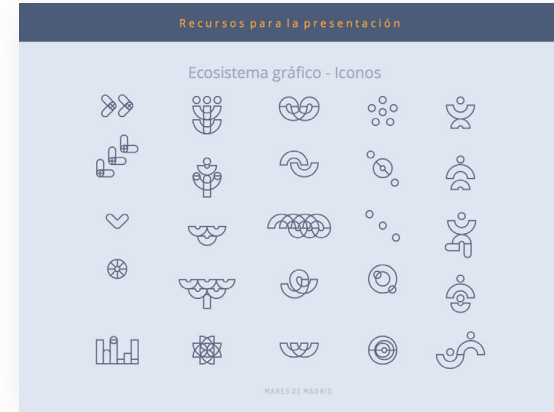 Recursos para la presentación
Ecosistema gráfico - Iconos
MARES DE MADRID